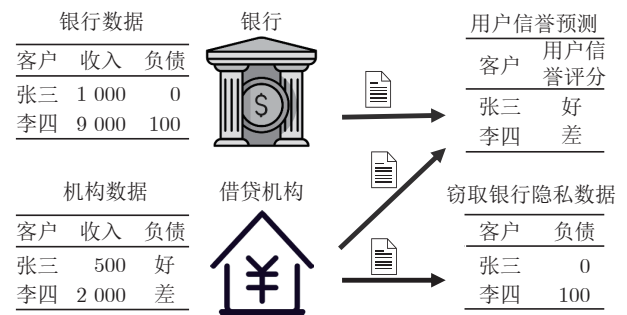 银行数据
银行
用户信誉预测
客户 收入 负债
张三 1 000 0
李四 9 000 100
$
客户 用户信誉评分
张三 好
李四 差
机构数据
借贷机构
窃取银行隐私数据
客户 收入 负债
张三 500 好
李四 2 000 差
¥
客户 负债
张三 0
李四 100